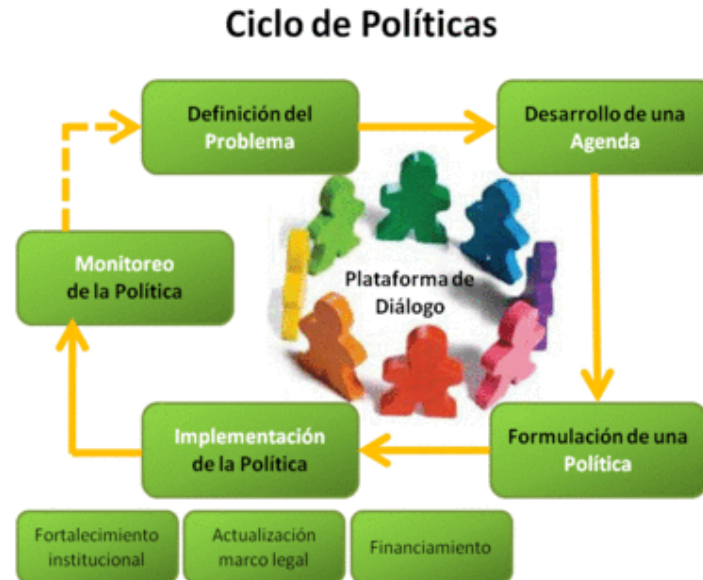 Ciclo de Políticas
Definición del
Problema
Desarrollo de una
Agenda
Monitoreo
de la Política
Plataforma de
Diálogo
Implementación
de la Política
Formulación de una
Política
Fortalecimiento
institucional
Actualización
marco legal
Financiamiento